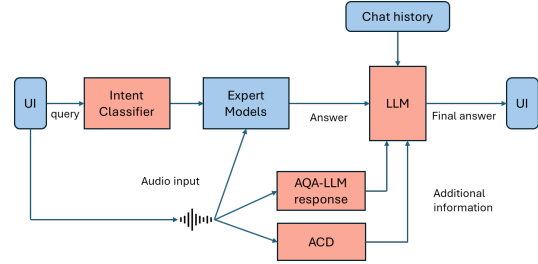 Chat history
UI
query
Intent
Classifier
Expert
Models
Answer
LLM
Final answer
UI
Audio input
AQA-LLM
response
Additional
information
ACD